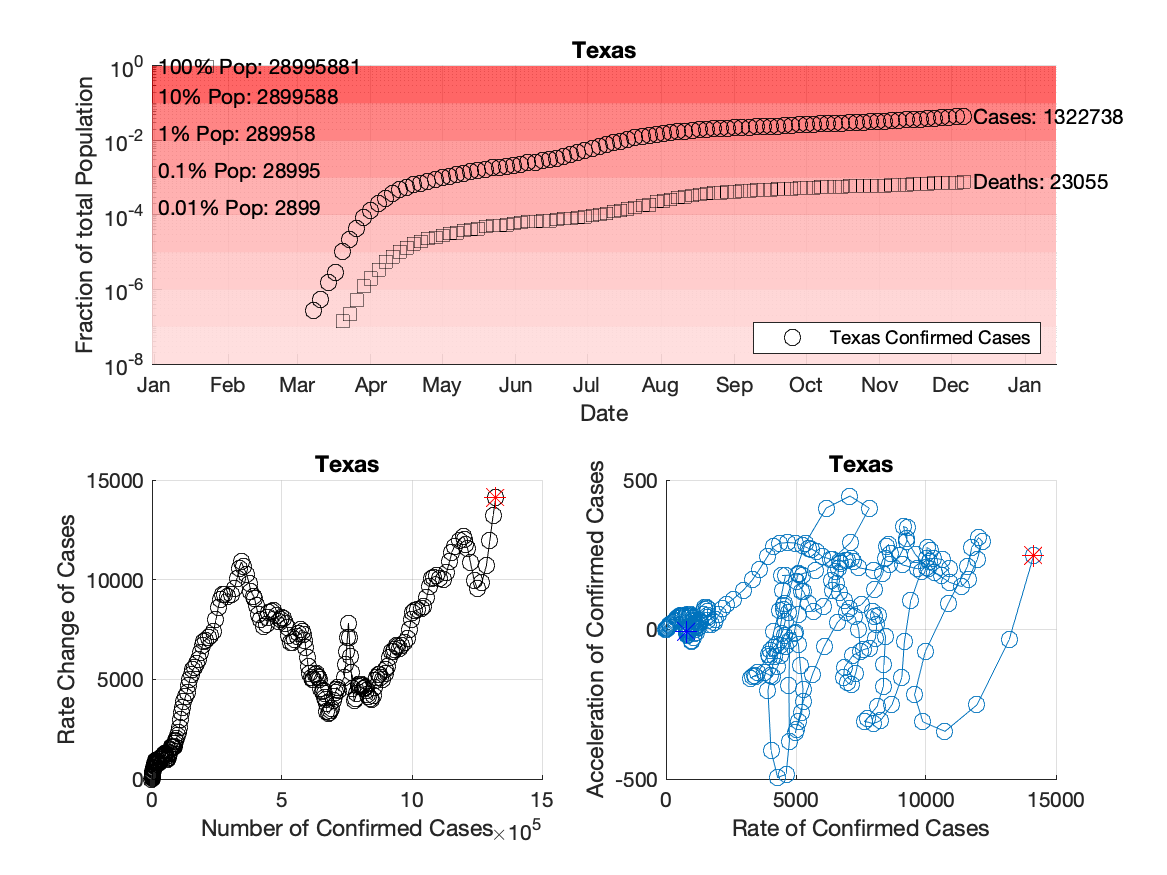 Texas
10^0
10^-2
10^-4
10^-6
10^-8
Fraction of total Population
100% Pop: 28995881
10% Pop: 2899588
1% Pop: 289958
0.1% Pop: 28995
0.01% Pop: 2899
Cases: 1322738
Deaths: 23055
Texas Confirmed Cases
Jan Feb Mar Apr May Jun Jul Aug Sep Oct Nov Dec Jan
Date
Texas
15000
10000
5000
0
Rate Change of Cases
0 5 10 15
Number of Confirmed Cases ×10^5
Texas
500
0
-500
Acceleration of Confirmed Cases
0 5000 10000 15000
Rate of Confirmed Cases